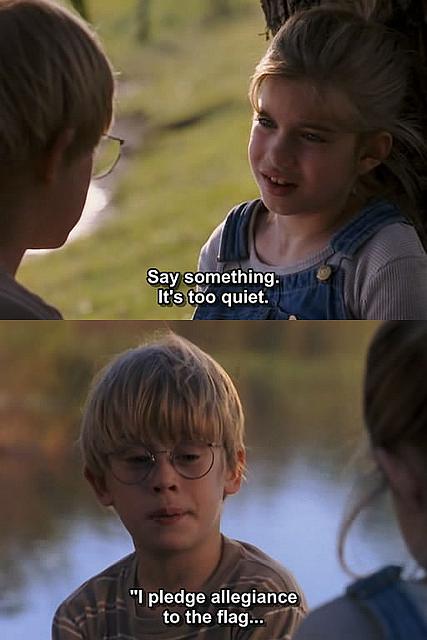 Say something.
It's too quiet.
"I pledge allegiance
to the flag...